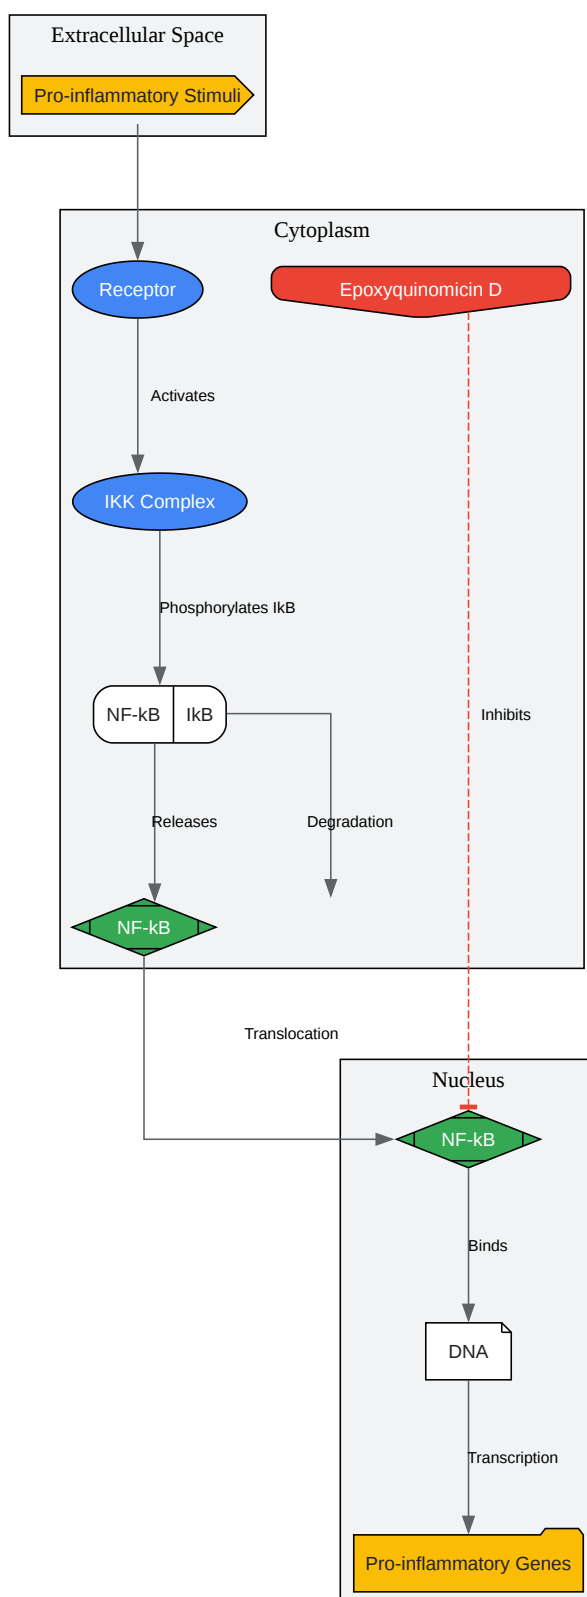 Extracellular Space
Pro-inflammatory Stimuli
Cytoplasm
Receptor
Epoxyquinomicin D
Activates
IKK Complex
Phosphorylates IkB
NF-kB
IkB
Inhibits
Releases
Degradation
NF-kB
Translocation
Nucleus
NF-kB
Binds
DNA
Transcription
Pro-inflammatory Genes